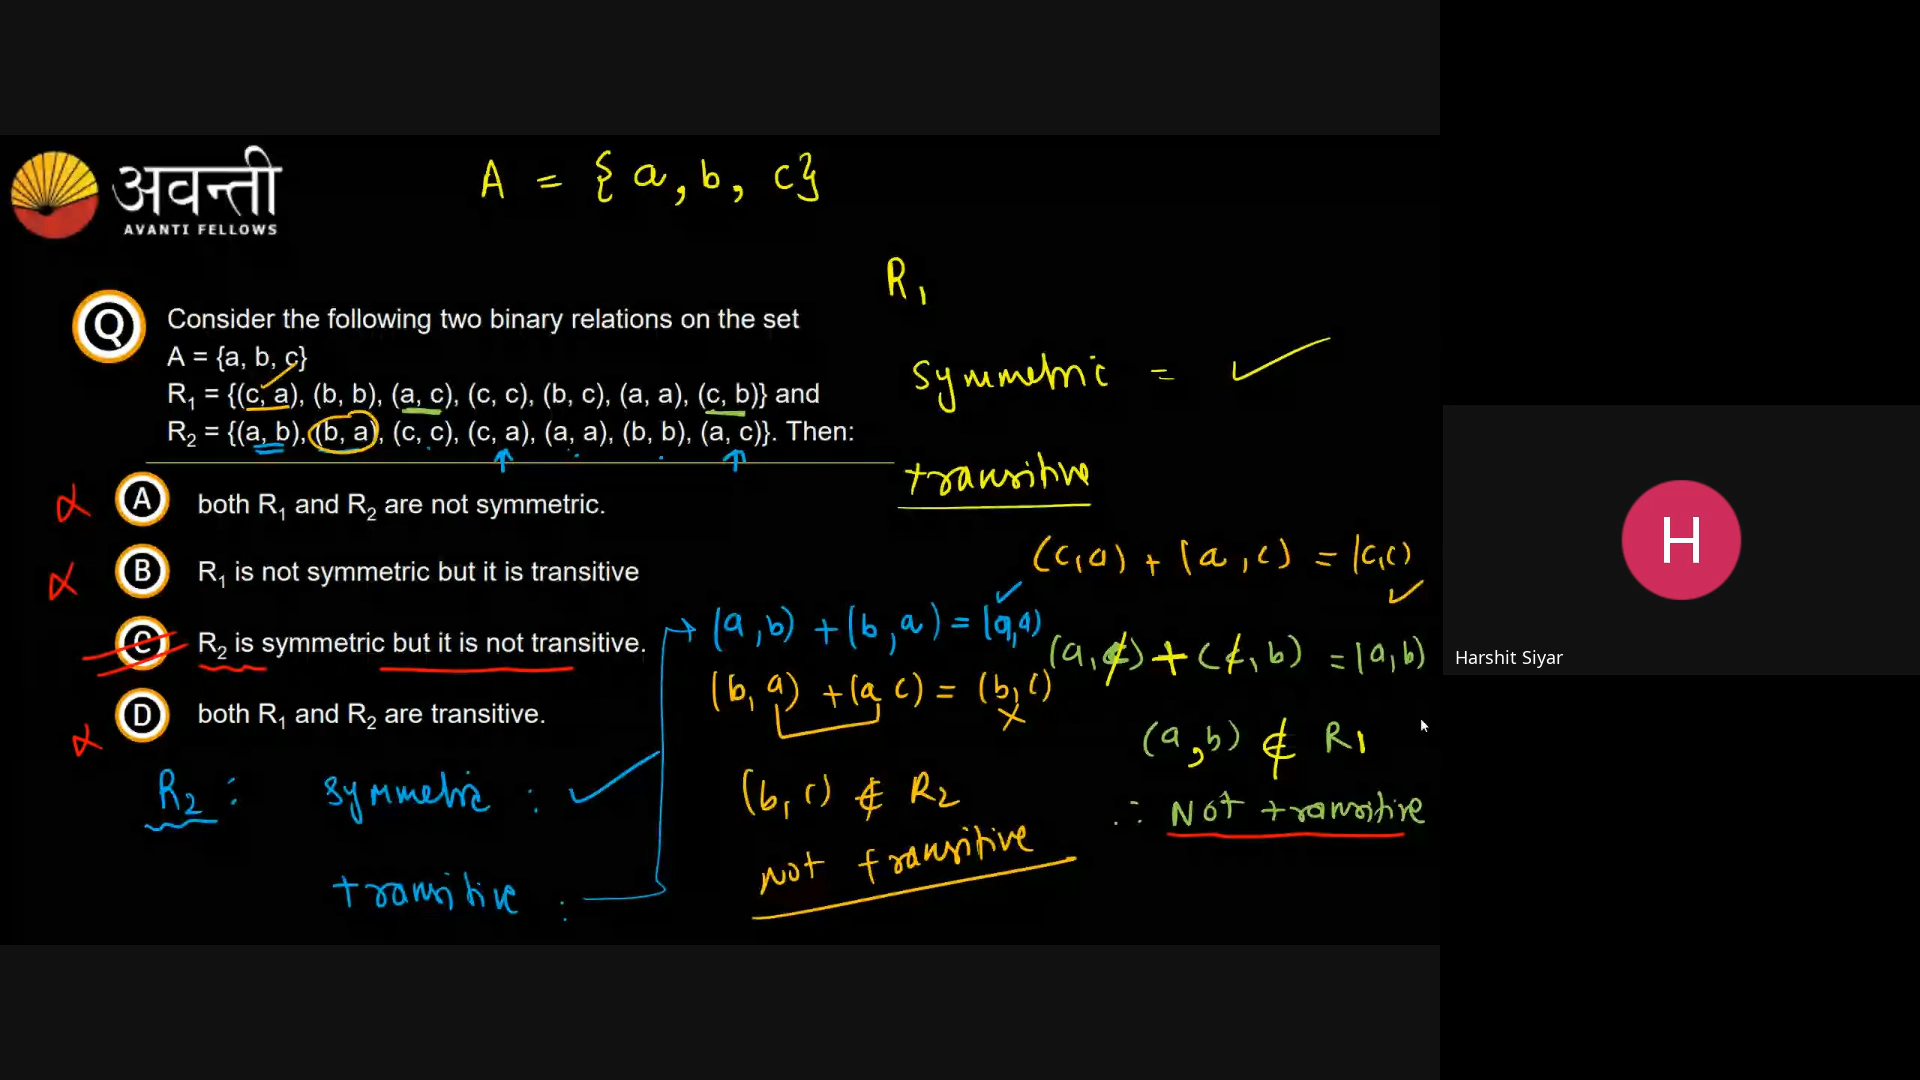 अवन्ती
AVANTI FELLOWS
A = {a, b, c}
Q
Consider the following two binary relations on the set
A = {a, b, c}
R1 = {(c, a), (b, b), (a, c), (c, c), (b, c), (a, a), (c, b)} and
R2 = {(a, b), (b, a), (c, c), (c, a), (a, a), (b, b), (a, c)}. Then:
A both R1 and R2 are not symmetric.
B R1 is not symmetric but it is transitive
C R2 is symmetric but it is not transitive.
D both R1 and R2 are transitive.
R2 : symmetric : ✓
transitive :
→ (a, b) + (b, a) = (a, a) ✓
(b, a) + (a c) = (b, c) ×
(b, c) ∉ R2
not transitive
R1
symmetric = ✓
transitive
(c, a) + (a, c) = (c, c) ✓
(a, c) + (c, b) = (a, b)
(a, b) ∉ R1
∴ Not transitive
H
Harshit Siyar